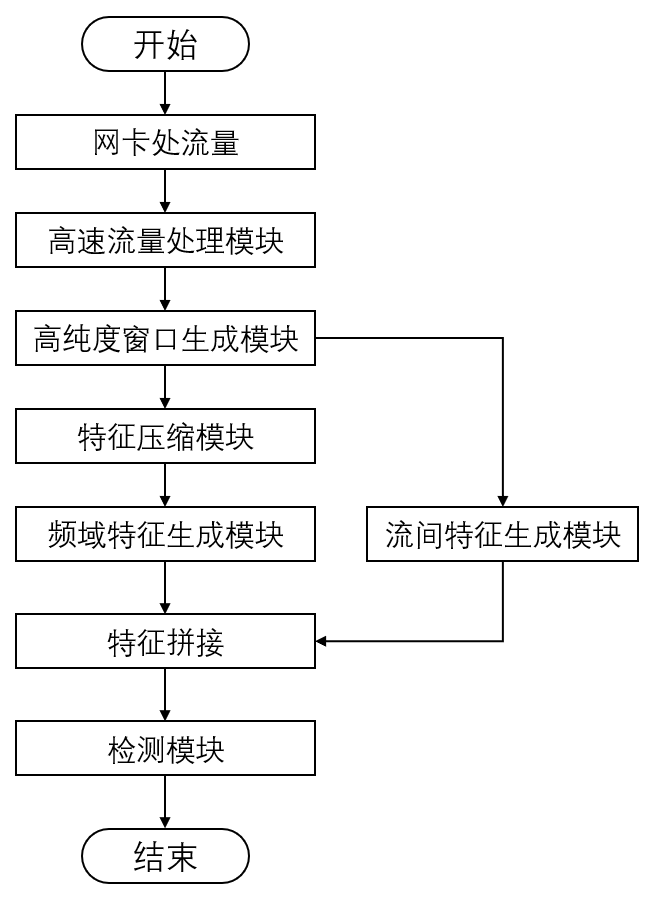 开始
网卡处流量
高速流量处理模块
高纯度窗口生成模块
特征压缩模块
频域特征生成模块
流间特征生成模块
特征拼接
检测模块
结束